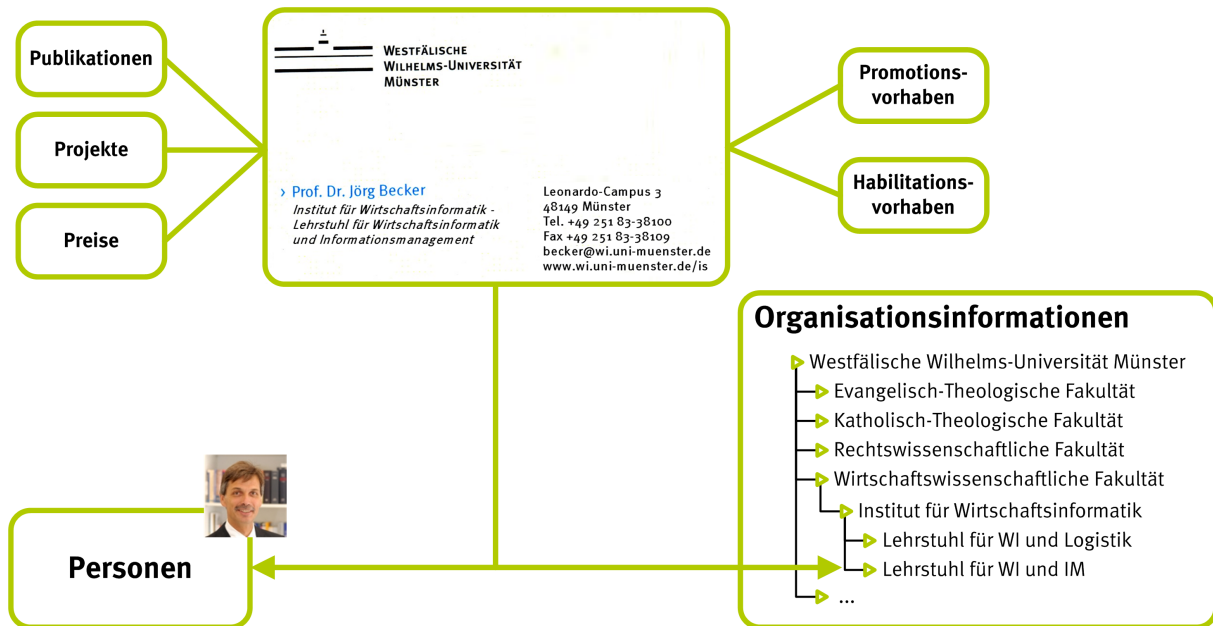 Publikationen
Projekte
Preise
WESTFÄLISCHE
WILHELMS-UNIVERSITÄT
MÜNSTER
› Prof. Dr. Jörg Becker
Institut für Wirtschaftsinformatik -
Lehrstuhl für Wirtschaftsinformatik
und Informationsmanagement
Leonardo-Campus 3
48149 Münster
Tel. +49 251 83-38100
Fax +49 251 83-38109
becker@wi.uni-muenster.de
www.wi.uni-muenster.de/is
Promotions-
vorhaben
Habilitations-
vorhaben
Organisationsinformationen
Westfälische Wilhelms-Universität Münster
Evangelisch-Theologische Fakultät
Katholisch-Theologische Fakultät
Rechtswissenschaftliche Fakultät
Wirtschaftswissenschaftliche Fakultät
Institut für Wirtschaftsinformatik
Lehrstuhl für WI und Logistik
Lehrstuhl für WI und IM
...
Personen